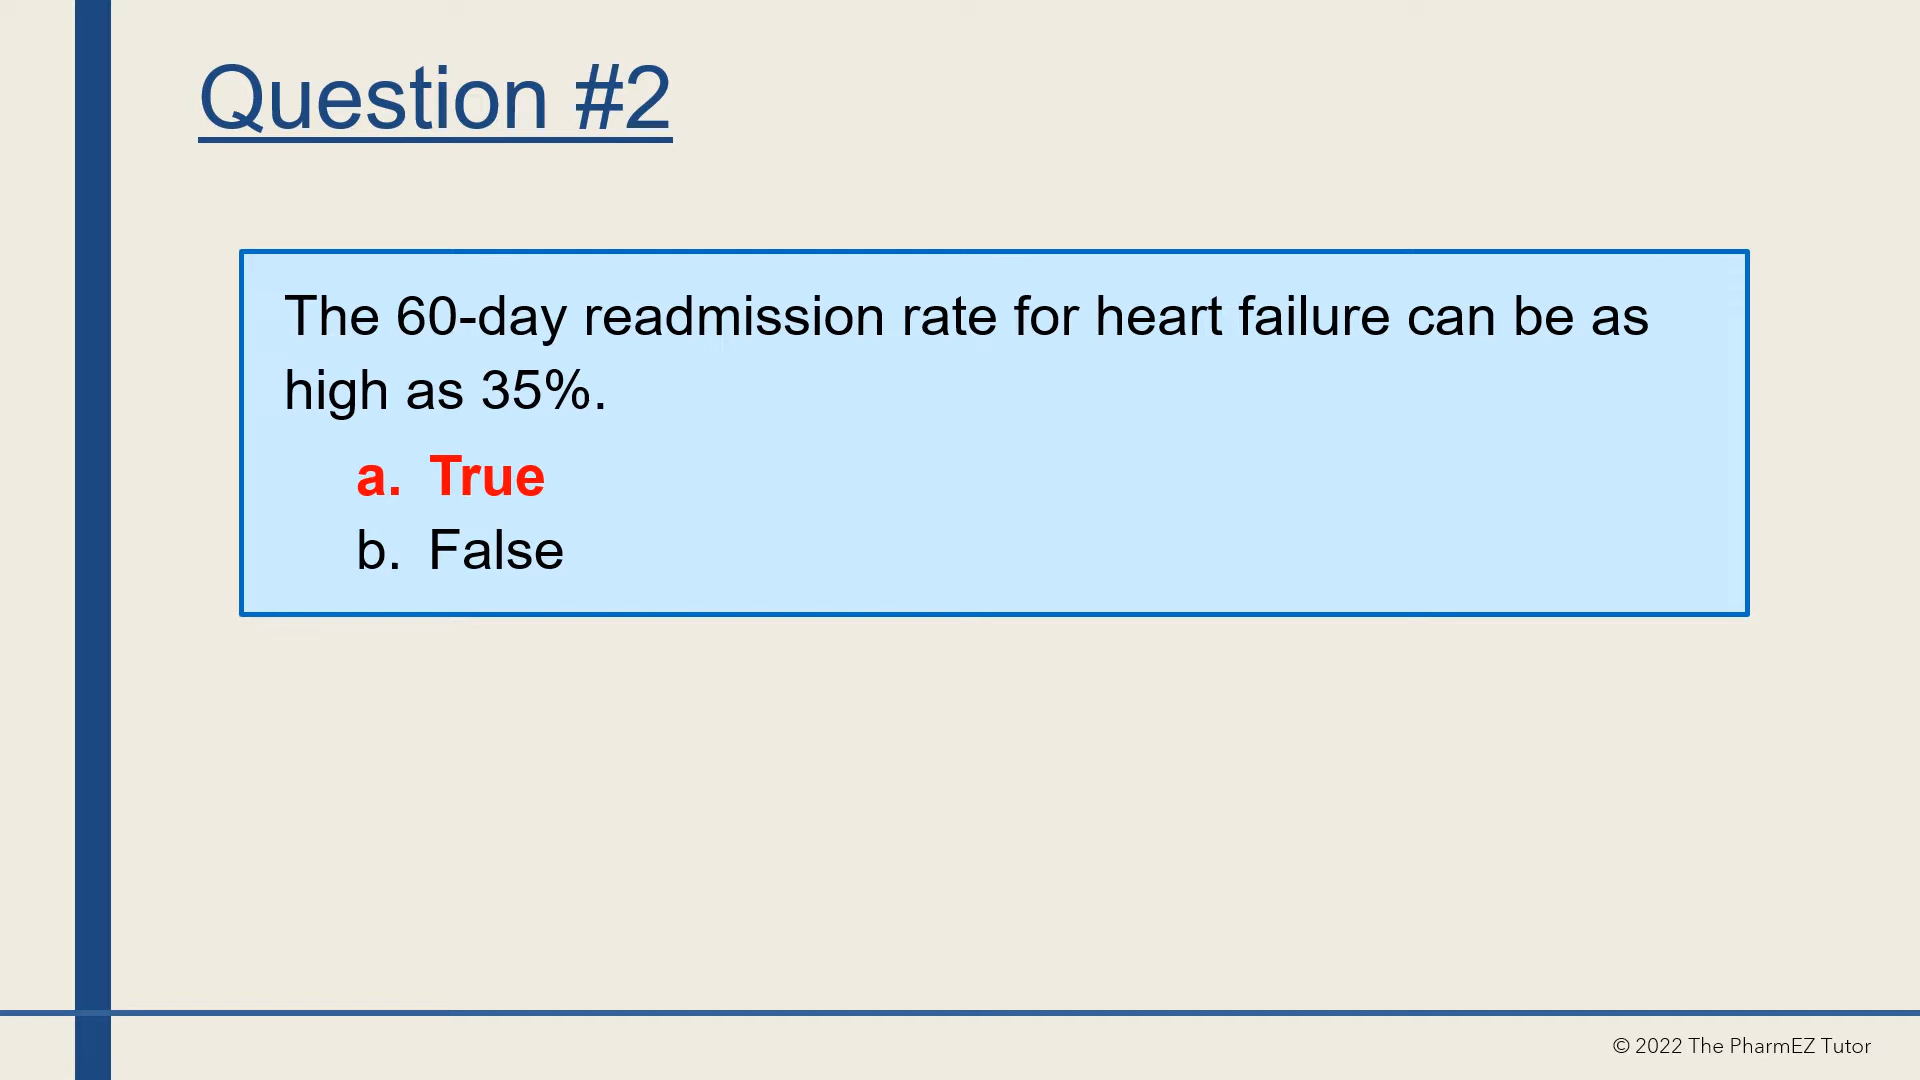 Question #2
The 60-day readmission rate for heart failure can be as
high as 35%.
a. True
b. False
© 2022 The PharmEZ Tutor